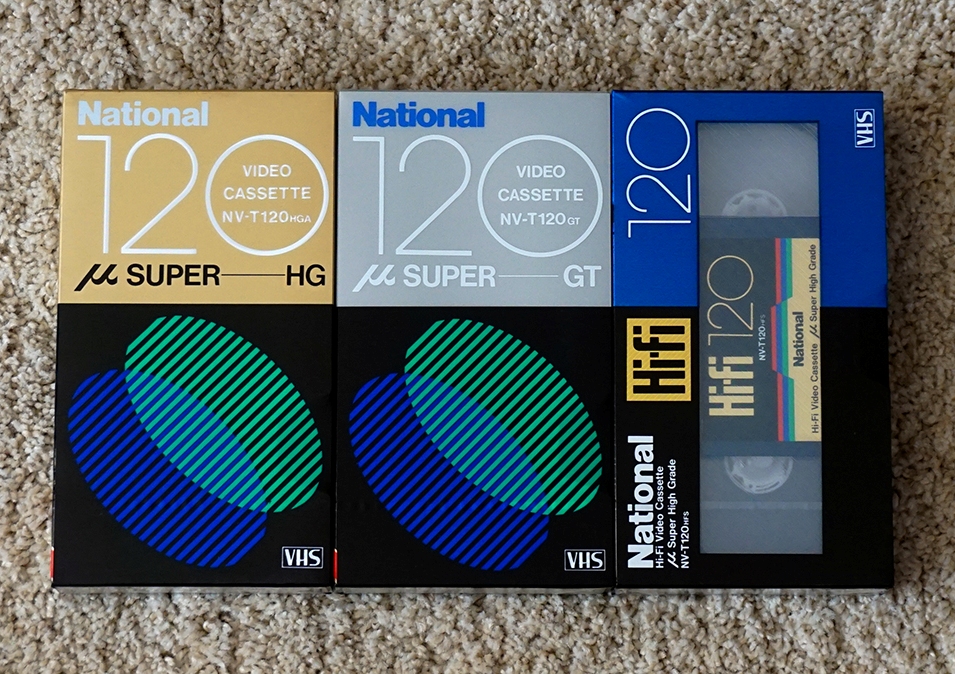 National
120
VIDEO
CASSETTE
NV-T120HGA
μ SUPER HG
VHS
National
120
VIDEO
CASSETTE
NV-T120GT
μ SUPER GT
VHS
120
VHS
Hi-Fi
National
Hi-Fi Video Cassette
μ Super High Grade
NV-T120HFS
Hi-Fi 120
NV-T120HFS
National
Hi-Fi Video Cassette μ Super High Grade